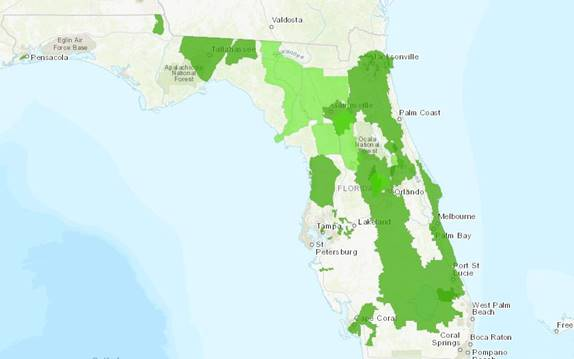 Valdosta
Eglin Air
Force Base
Pensacola
Tallahassee
Apalachicola
National
Forest
Suwannee
Jacksonville
Gainesville
Palm Coast
Ocala
National
Forest
FLORIDA
Orlando
Melbourne
Palm Bay
Tampa
Lakeland
St
Petersburg
Port St
Lucie
Cape Coral
West Palm
Beach
Coral
Springs
Boca Raton
Pompano
Beach
Free